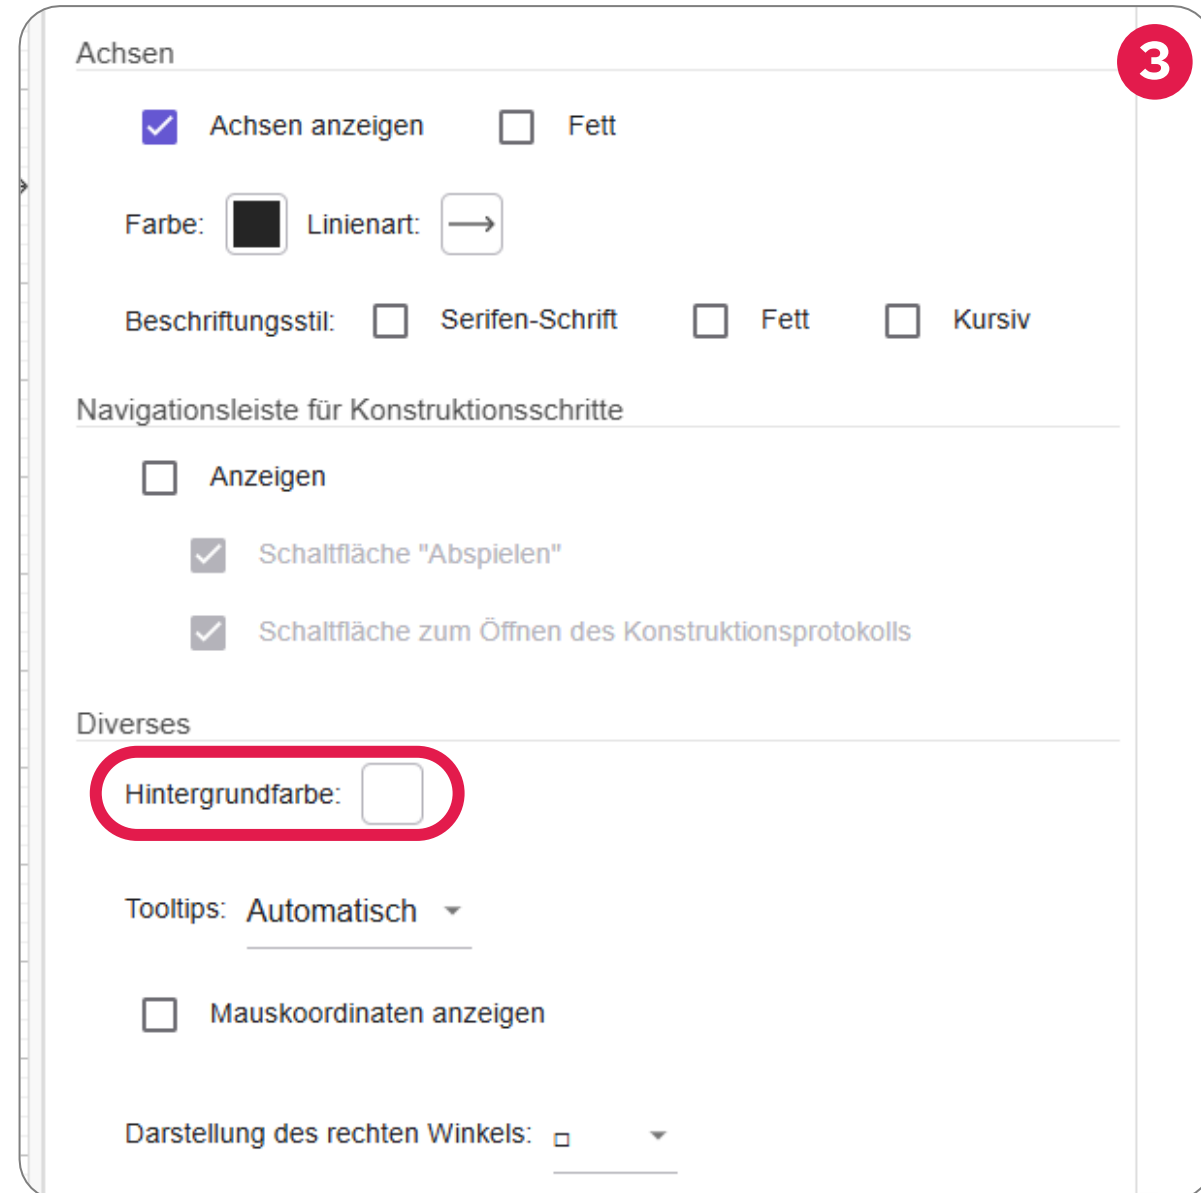 Achsen
3
Achsen anzeigen Fett
Farbe: Linienart:
Beschriftungsstil: Serifen-Schrift Fett Kursiv
Navigationsleiste für Konstruktionsschritte
Anzeigen
Schaltfläche "Abspielen"
Schaltfläche zum Öffnen des Konstruktionsprotokolls
Diverses
Hintergrundfarbe:
Tooltips: Automatisch
Mauskoordinaten anzeigen
Darstellung des rechten Winkels: